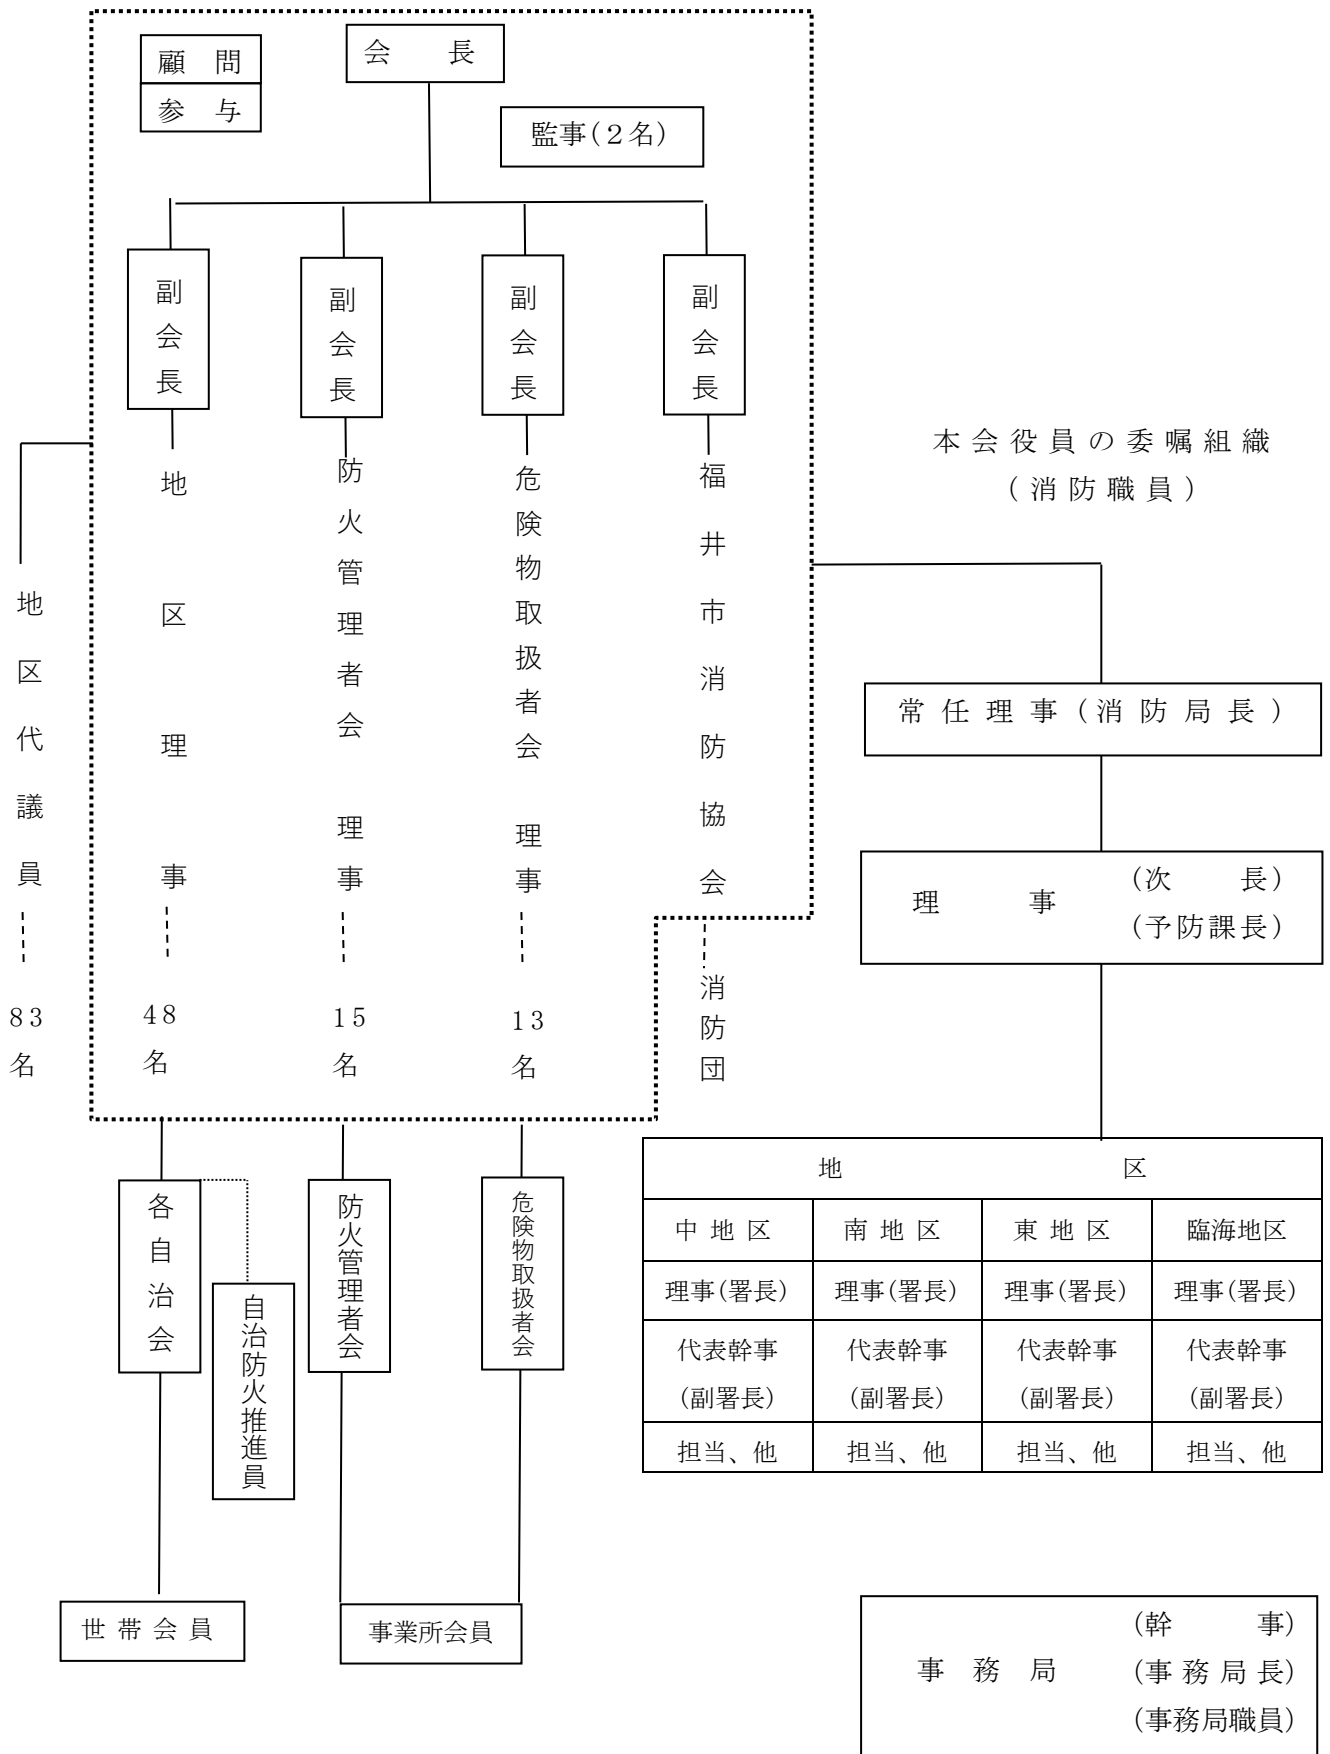 会長
顧問
参与
監事(２名)
副会長
副会長
副会長
副会長
本会役員の委嘱組織
(消防職員)
地区代議員
83
名
地区理事
48
名
防火管理者会 理事
15
名
危険物取扱者会 理事
13
名
福井市消防協会
消防団
常任理事(消防局長)
理事
(次長)
(予防課長)
各自治会
自治防火推進員
防火管理者会
危険物取扱者会
世帯会員
事業所会員
地区
中地区 南地区 東地区 臨海地区
理事(署長) 理事(署長) 理事(署長) 理事(署長)
代表幹事 代表幹事 代表幹事 代表幹事
(副署長) (副署長) (副署長) (副署長)
担当、他 担当、他 担当、他 担当、他
事務局
(幹事)
(事務局長)
(事務局職員)